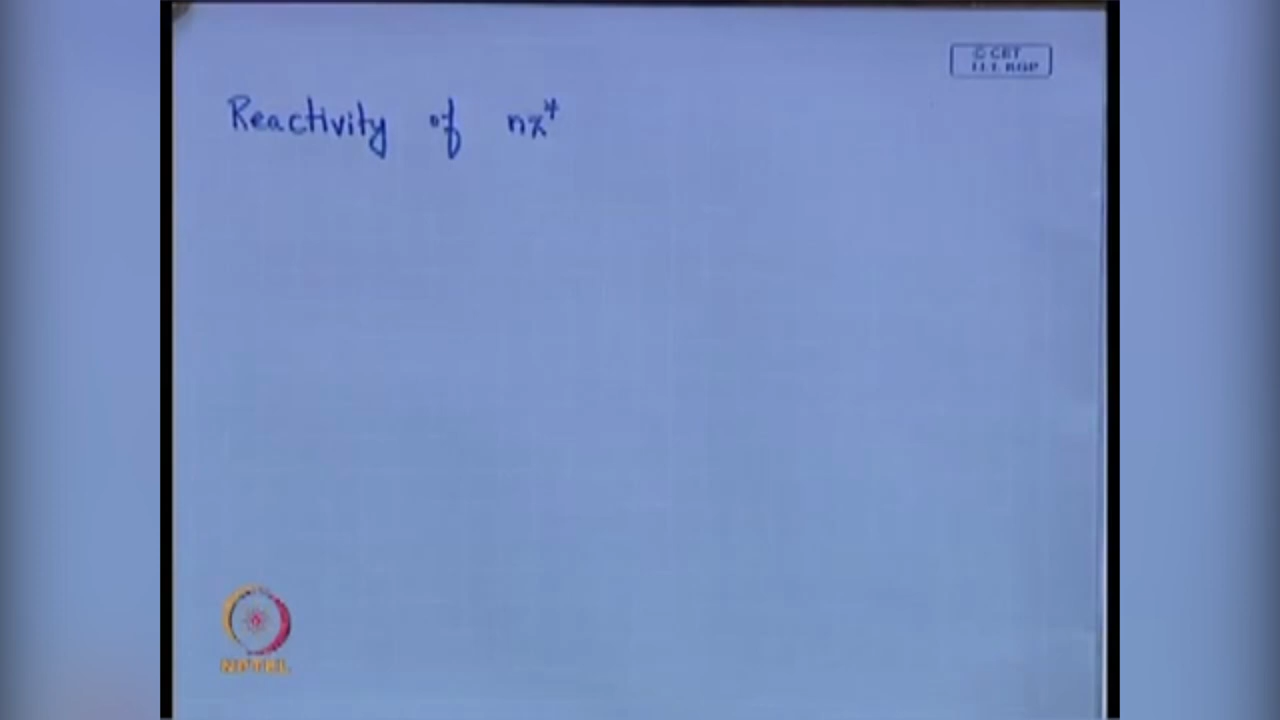 © CET
I.I.T. KGP
Reactivity of nπ*
NPTEL